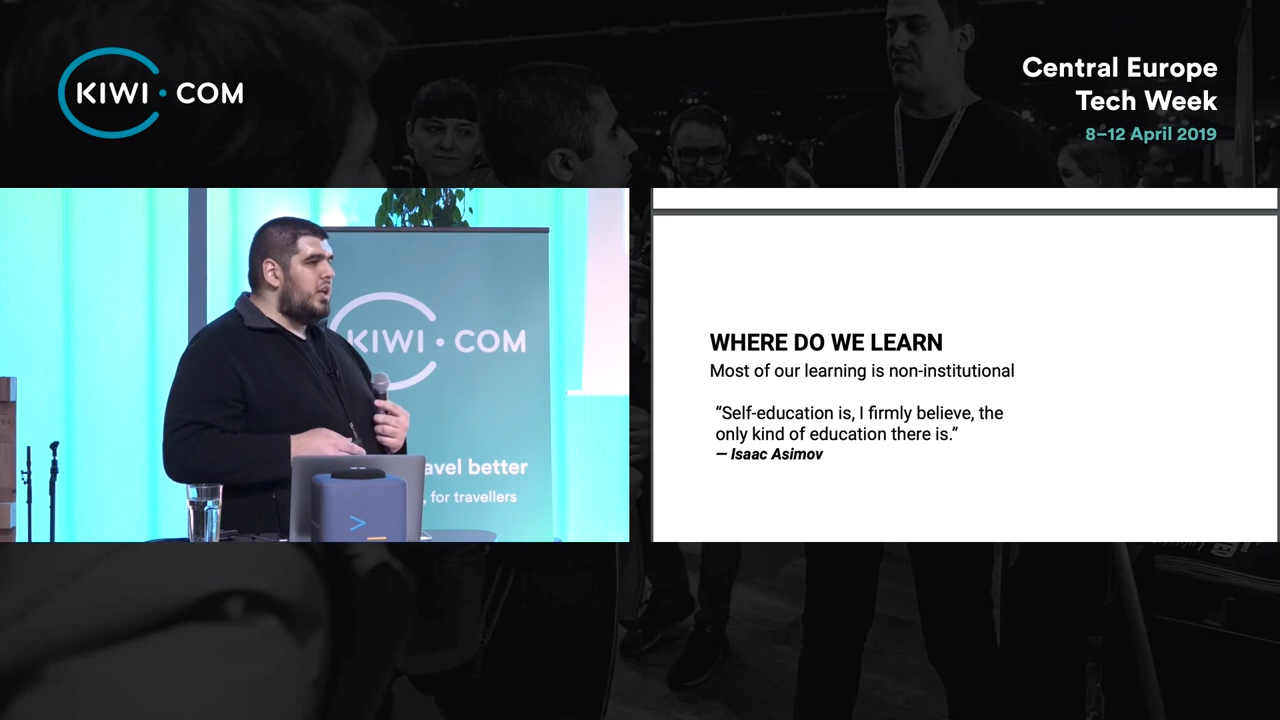 KIWI·COM
Central Europe
Tech Week
8–12 April 2019
KIWI·COM
avel better
, for travellers
>_
WHERE DO WE LEARN
Most of our learning is non-institutional
“Self-education is, I firmly believe, the
only kind of education there is.”
— Isaac Asimov